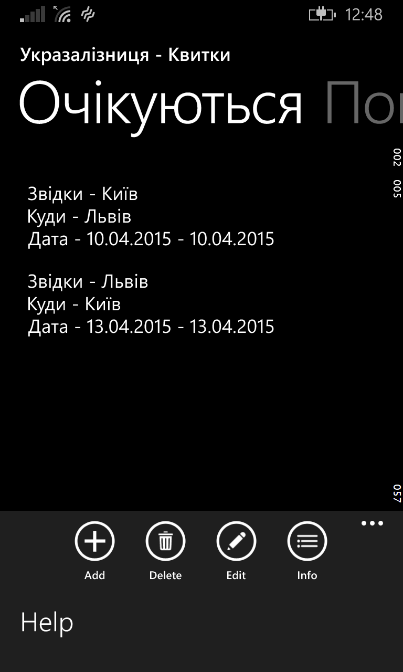 12:48
Укразалізниця - Квитки
Очікуються По
002
005
Звідки - Київ
Куди - Львів
Дата - 10.04.2015 - 10.04.2015
Звідки - Львів
Куди - Київ
Дата - 13.04.2015 - 13.04.2015
057
Add Delete Edit Info
Help